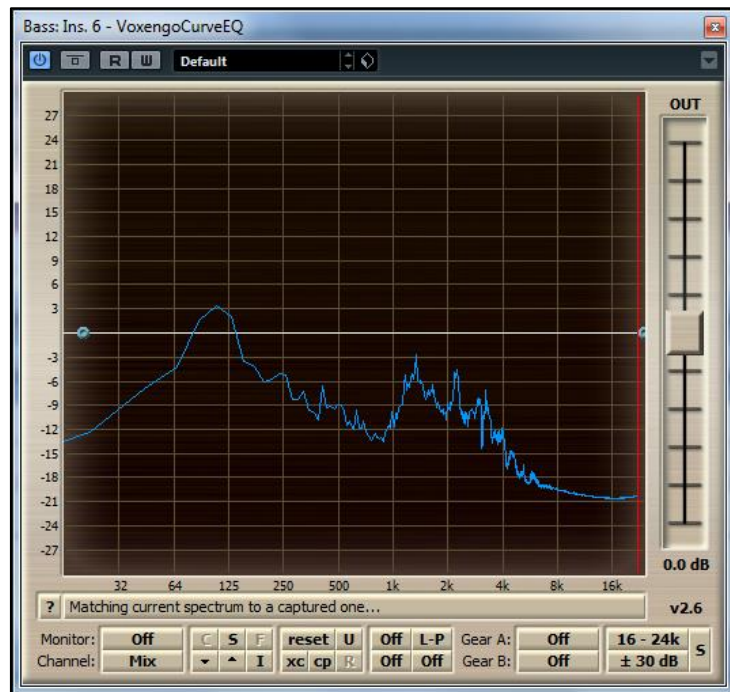 Bass: Ins. 6 - VoxengoCurveEQ
R W Default
OUT
27
24
21
18
15
12
9
6
3
-3
-6
-9
-12
-15
-18
-21
-24
-27
32 64 125 250 500 1k 2k 4k 8k 16k
0.0 dB
? Matching current spectrum to a captured one... v2.6
Monitor: Off C S F reset U Off L-P Gear A: Off 16 - 24k S
Channel: Mix I xc cp R Off Off Gear B: Off ± 30 dB